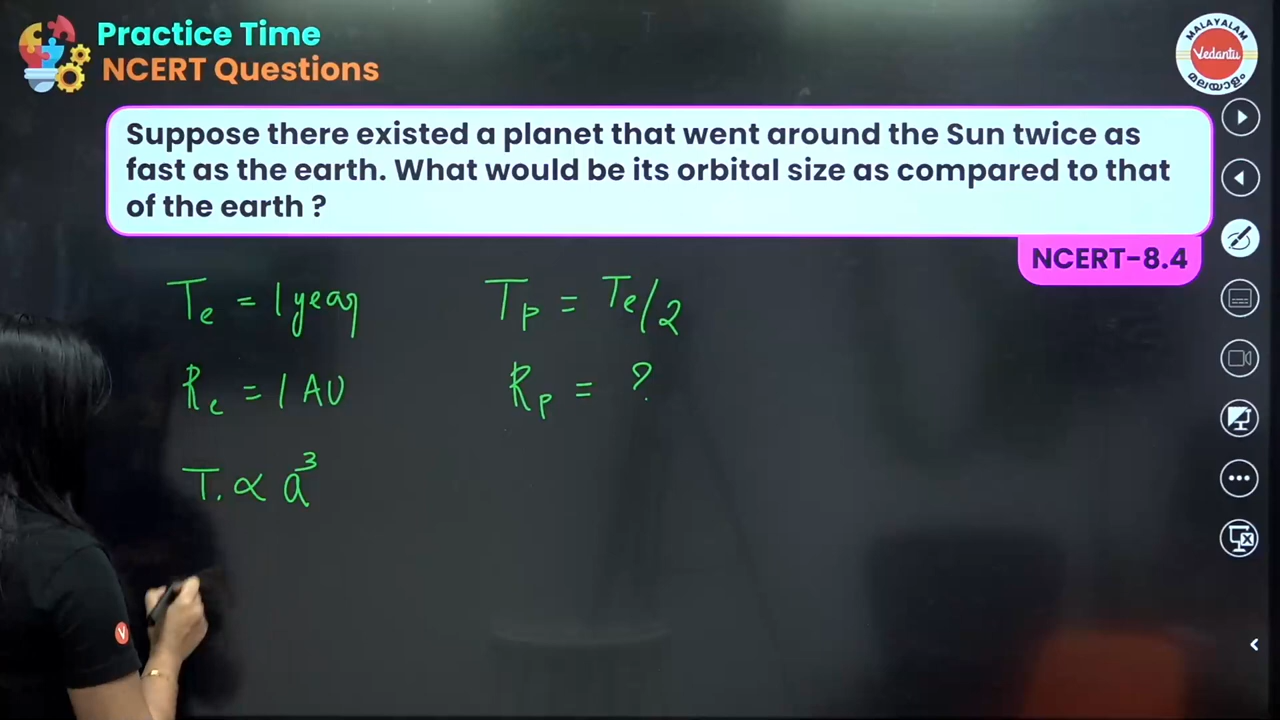 Practice Time
NCERT Questions
MALAYALAM
Vedantu
മലയാളം
Suppose there existed a planet that went around the Sun twice as
fast as the earth. What would be its orbital size as compared to that
of the earth ?
NCERT-8.4
Te = 1 year
Tp = Te/2
Re = 1 AU
Rp = ?
T. ∝ a³
V